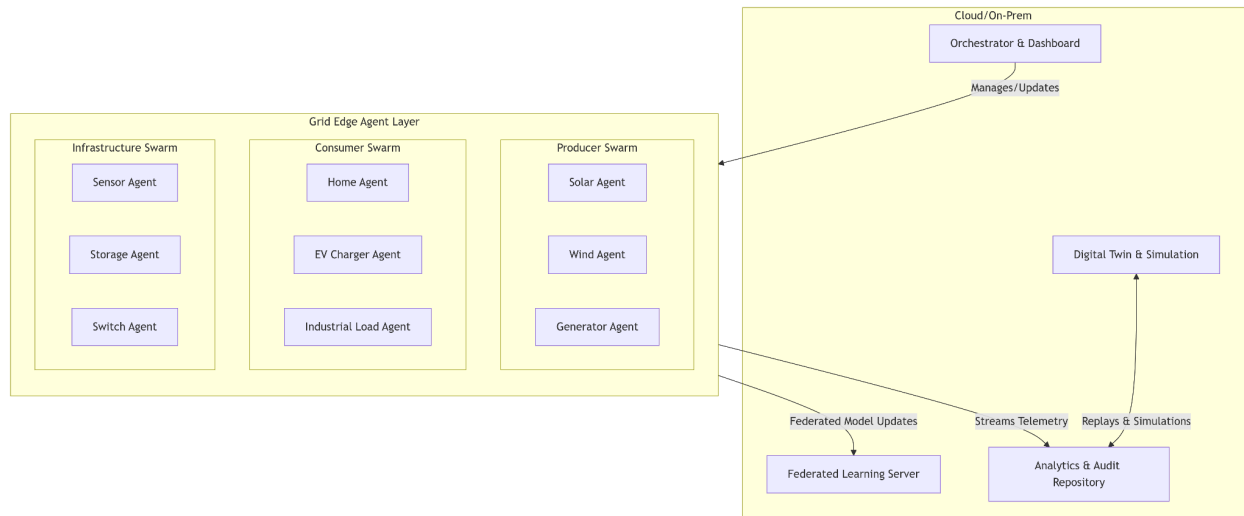 Cloud/On-Prem
Orchestrator & Dashboard
Manages/Updates
Grid Edge Agent Layer
Infrastructure Swarm
Sensor Agent
Storage Agent
Switch Agent
Consumer Swarm
Home Agent
EV Charger Agent
Industrial Load Agent
Producer Swarm
Solar Agent
Wind Agent
Generator Agent
Digital Twin & Simulation
Federated Model Updates
Streams Telemetry
Replays & Simulations
Federated Learning Server
Analytics & Audit
Repository